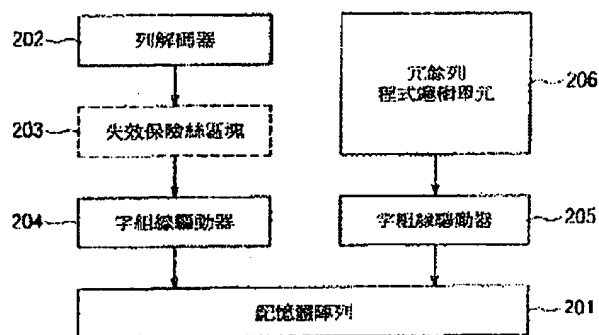 202
列解碼器
冗餘列
程式邏輯單元
206
203
失效保險絲區塊
204
字組線驅動器
字組線驅動器
205
記憶體陣列
201